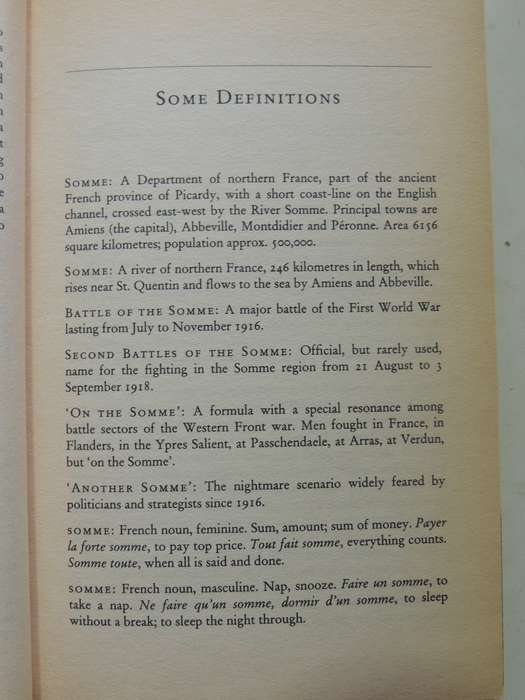 SOME DEFINITIONS
SOMME: A Department of northern France, part of the ancient
French province of Picardy, with a short coast-line on the English
channel, crossed east-west by the River Somme. Principal towns are
Amiens (the capital), Abbeville, Montdidier and Péronne. Area 6156
square kilometres; population approx. 500,000.
SOMME: A river of northern France, 246 kilometres in length, which
rises near St. Quentin and flows to the sea by Amiens and Abbeville.
BATTLE OF THE SOMME: A major battle of the First World War
lasting from July to November 1916.
SECOND BATTLES OF THE SOMME: Official, but rarely used,
name for the fighting in the Somme region from 21 August to 3
September 1918.
'ON THE SOMME': A formula with a special resonance among
battle sectors of the Western Front war. Men fought in France, in
Flanders, in the Ypres Salient, at Passchendaele, at Arras, at Verdun,
but 'on the Somme'.
'ANOTHER SOMME': The nightmare scenario widely feared by
politicians and strategists since 1916.
SOMME: French noun, feminine. Sum, amount; sum of money. Payer
la forte somme, to pay top price. Tout fait somme, everything counts.
Somme toute, when all is said and done.
SOMME: French noun, masculine. Nap, snooze. Faire un somme, to
take a nap. Ne faire qu'un somme, dormir d'un somme, to sleep
without a break; to sleep the night through.